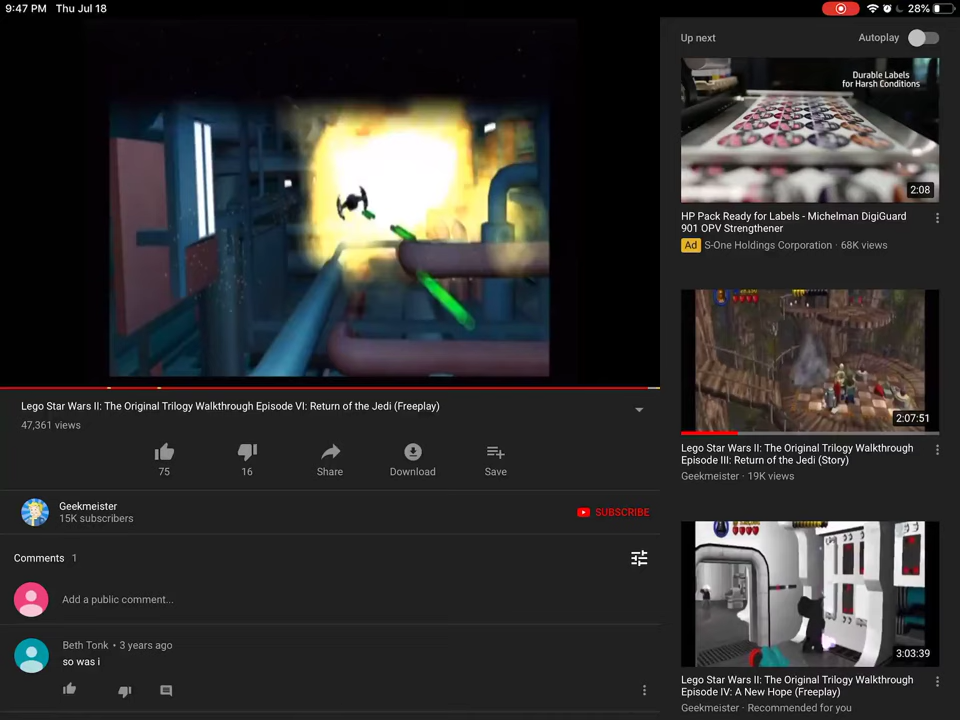 9:47 PM Thu Jul 18
28%
Up next
Autoplay
Durable Labels
for Harsh Conditions
2:08
HP Pack Ready for Labels - Michelman DigiGuard
901 OPV Strengthener
Ad S-One Holdings Corporation · 68K views
2:07:51
Lego Star Wars II: The Original Trilogy Walkthrough
Episode III: Return of the Jedi (Story)
Geekmeister · 19K views
3:03:39
Lego Star Wars II: The Original Trilogy Walkthrough
Episode IV: A New Hope (Freeplay)
Geekmeister · Recommended for you
Lego Star Wars II: The Original Trilogy Walkthrough Episode VI: Return of the Jedi (Freeplay)
47,361 views
75
16
Share
Download
Save
Geekmeister
15K subscribers
SUBSCRIBE
Comments 1
Add a public comment...
Beth Tonk • 3 years ago
so was i